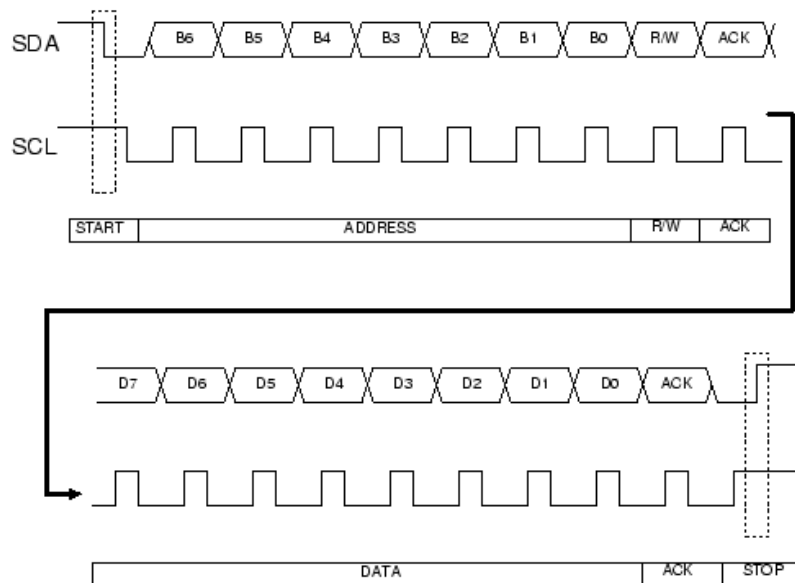 SDA B6 B5 B4 B3 B2 B1 B0 R/W ACK
SCL
START ADDRESS R/W ACK
D7 D6 D5 D4 D3 D2 D1 D0 ACK
DATA ACK STOP